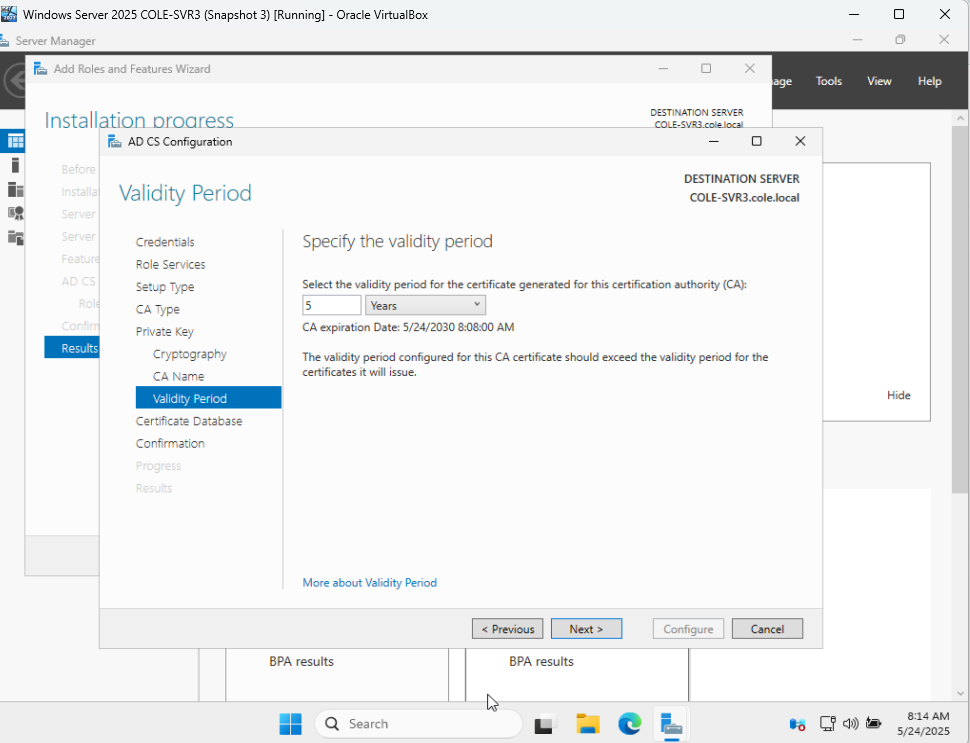 Windows Server 2025 COLE-SVR3 (Snapshot 3) [Running] - Oracle VirtualBox
Server Manager
Add Roles and Features Wizard
Tools View Help
Installation progress
DESTINATION SERVER
COLE-SVR3.cole.local
AD CS Configuration
Validity Period
DESTINATION SERVER
COLE-SVR3.cole.local
Before
Server
Server
AD CS
Results
Credentials
Role Services
Setup Type
CA Type
Private Key
Cryptography
CA Name
Validity Period
Certificate Database
Confirmation
Progress
Results
Specify the validity period
Select the validity period for the certificate generated for this certification authority (CA):
5 Years
CA expiration Date: 5/24/2030 8:08:00 AM
The validity period configured for this CA certificate should exceed the validity period for the
certificates it will issue.
More about Validity Period
Hide
< Previous Next > Configure Cancel
BPA results BPA results
Search
8:14 AM
5/24/2025